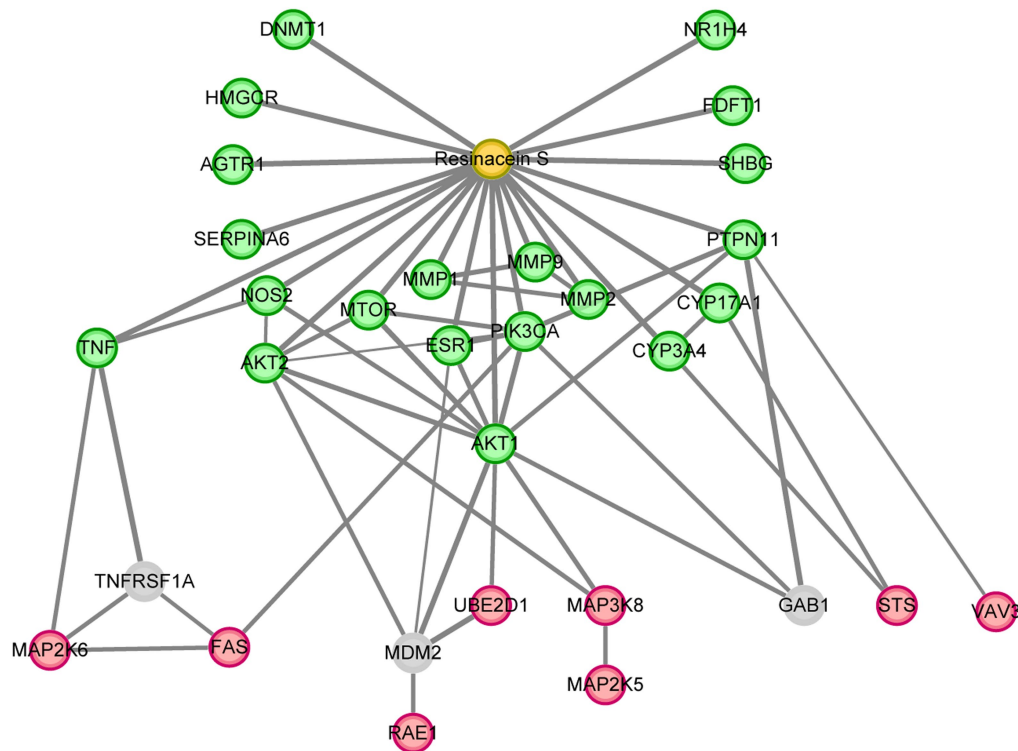 DNMT1
NR1H4
HMGCR
FDFT1
Resinacein S
AGTR1
SHBG
SERPINA6
PTPN11
MMP9
MMP1
NOS2
MMP2
MTOR
CYP17A1
PIK3CA
TNF
ESR1
CYP3A4
AKT2
AKT1
TNFRSF1A
UBE2D1
MAP3K8
GAB1
STS
VAV3
MAP2K6
FAS
MDM2
MAP2K5
RAE1